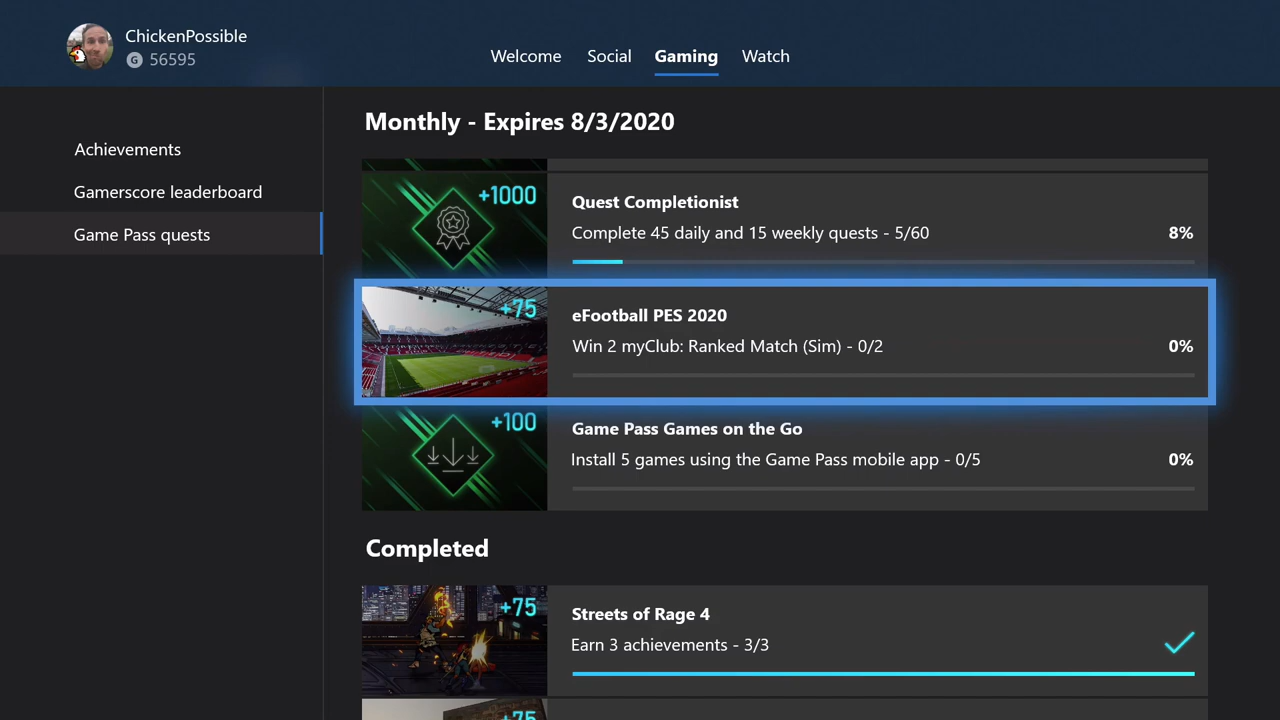 ChickenPossible
G 56595
Welcome Social Gaming Watch
Achievements
Gamerscore leaderboard
Game Pass quests
Monthly - Expires 8/3/2020
+1000
Quest Completionist
Complete 45 daily and 15 weekly quests - 5/60
8%
+75
eFootball PES 2020
Win 2 myClub: Ranked Match (Sim) - 0/2
0%
+100
Game Pass Games on the Go
Install 5 games using the Game Pass mobile app - 0/5
0%
Completed
+75
Streets of Rage 4
Earn 3 achievements - 3/3
+75